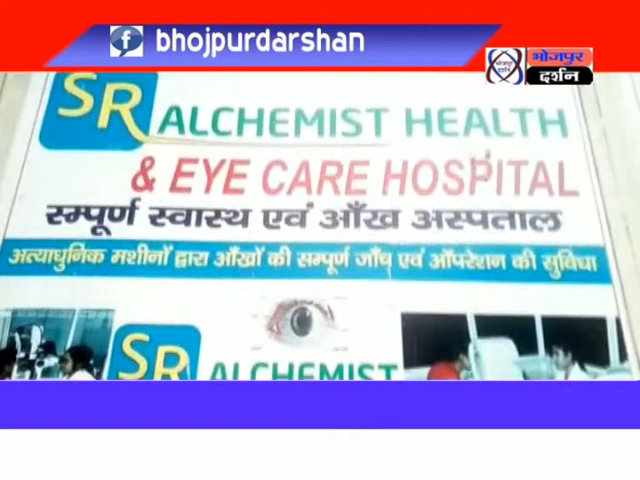 bhojpurdarshan
भोजपुर
दर्शन
SR ALCHEMIST HEALTH
& EYE CARE HOSPITAL
सम्पूर्ण स्वास्थ एवं आँख अस्पताल
अत्याधुनिक मशीनों द्वारा आँखों की सम्पूर्ण जाँच एवं ऑपरेशन की सुविधा
SR ALCHEMIST